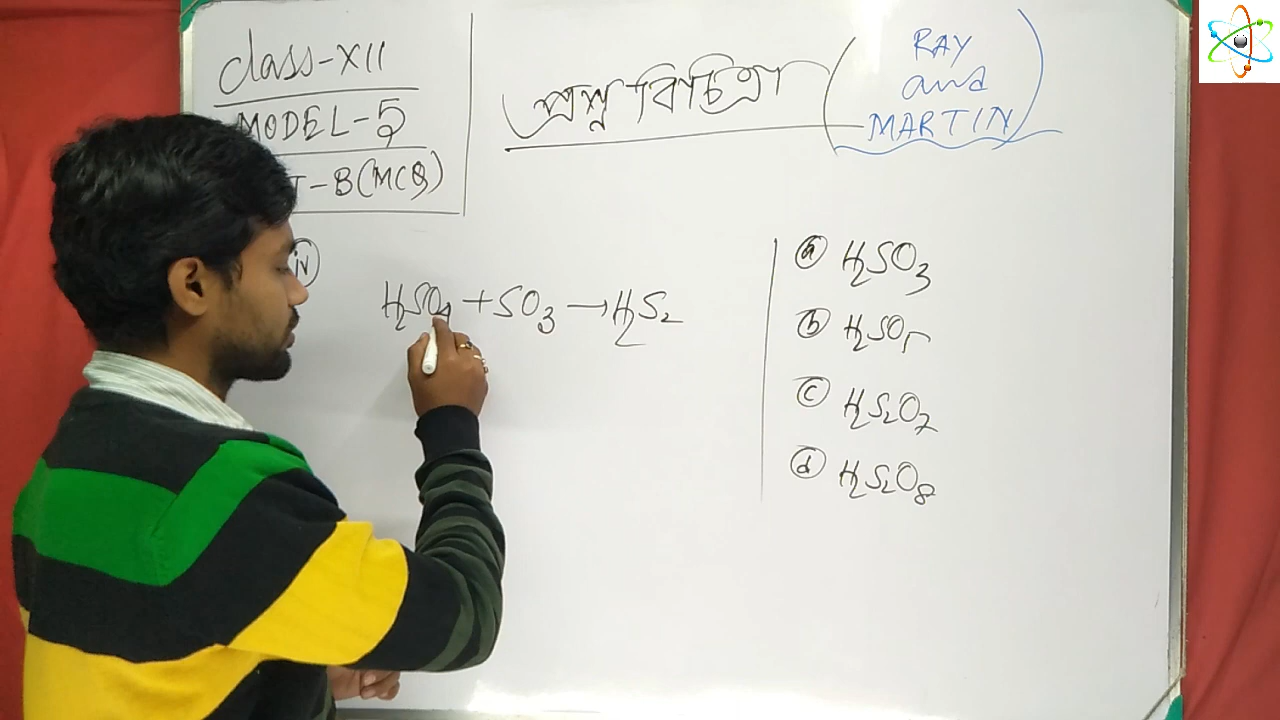 Class-XII
MODEL-5
T-B(MCQ)
প্রশ্ন বিচিত্রা
(RAY
and
MARTIN)
iv
H₂SO₄ + SO₃ → H₂S₂
ⓐ H₂SO₃
ⓑ H₂SO₅
ⓒ H₂S₂O₇
ⓓ H₂S₂O₈